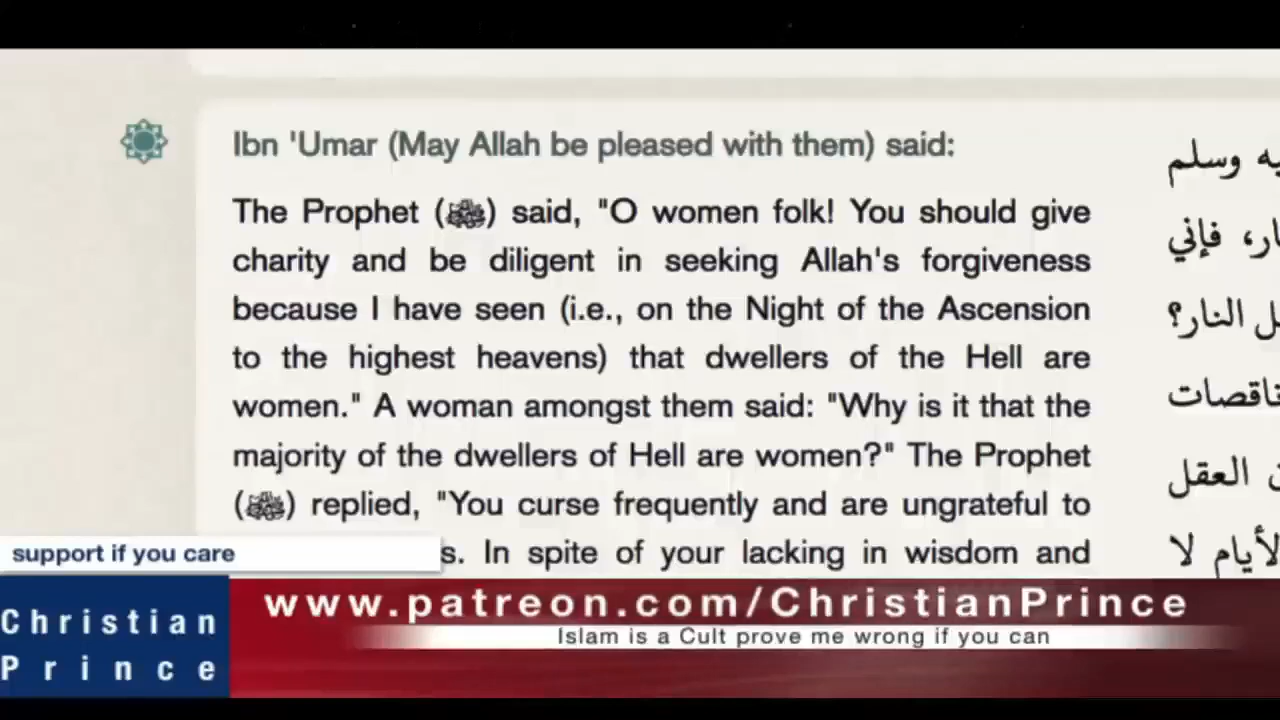 Ibn 'Umar (May Allah be pleased with them) said:
The Prophet (ﷺ) said, "O women folk! You should give
charity and be diligent in seeking Allah's forgiveness
because I have seen (i.e., on the Night of the Ascension
to the highest heavens) that dwellers of the Hell are
women." A woman amongst them said: "Why is it that the
majority of the dwellers of Hell are women?" The Prophet
(ﷺ) replied, "You curse frequently and are ungrateful to
s. In spite of your lacking in wisdom and
يه وسلم
ار، فإني
ل النار؟
ناقصات
ن العقل
لأيام لا
support if you care
Christian
Prince
www.patreon.com/ChristianPrince
Islam is a Cult prove me wrong if you can